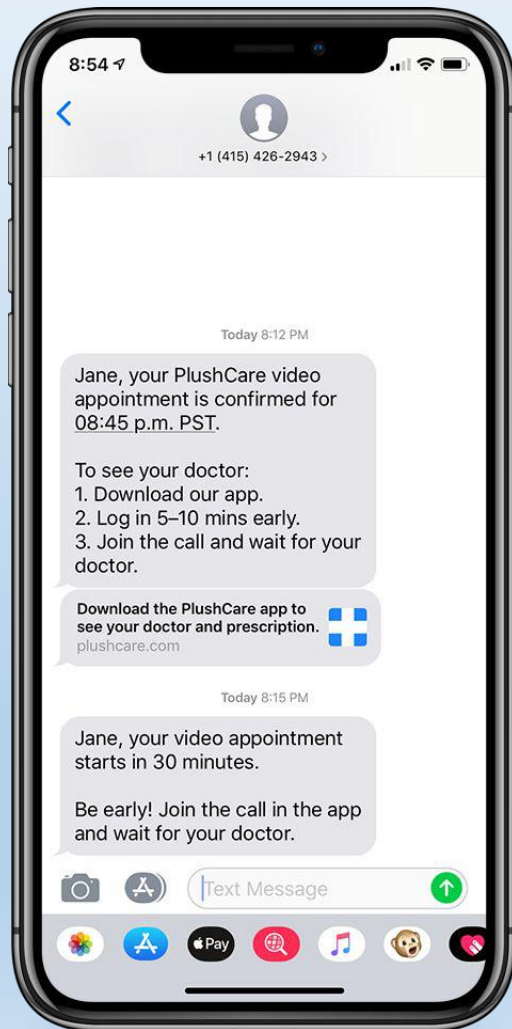 8:54
+1 (415) 426-2943 >
Today 8:12 PM
Jane, your PlushCare video
appointment is confirmed for
08:45 p.m. PST.
To see your doctor:
1. Download our app.
2. Log in 5–10 mins early.
3. Join the call and wait for your
doctor.
Download the PlushCare app to
see your doctor and prescription.
plushcare.com
Today 8:15 PM
Jane, your video appointment
starts in 30 minutes.
Be early! Join the call in the app
and wait for your doctor.
Text Message
Pay